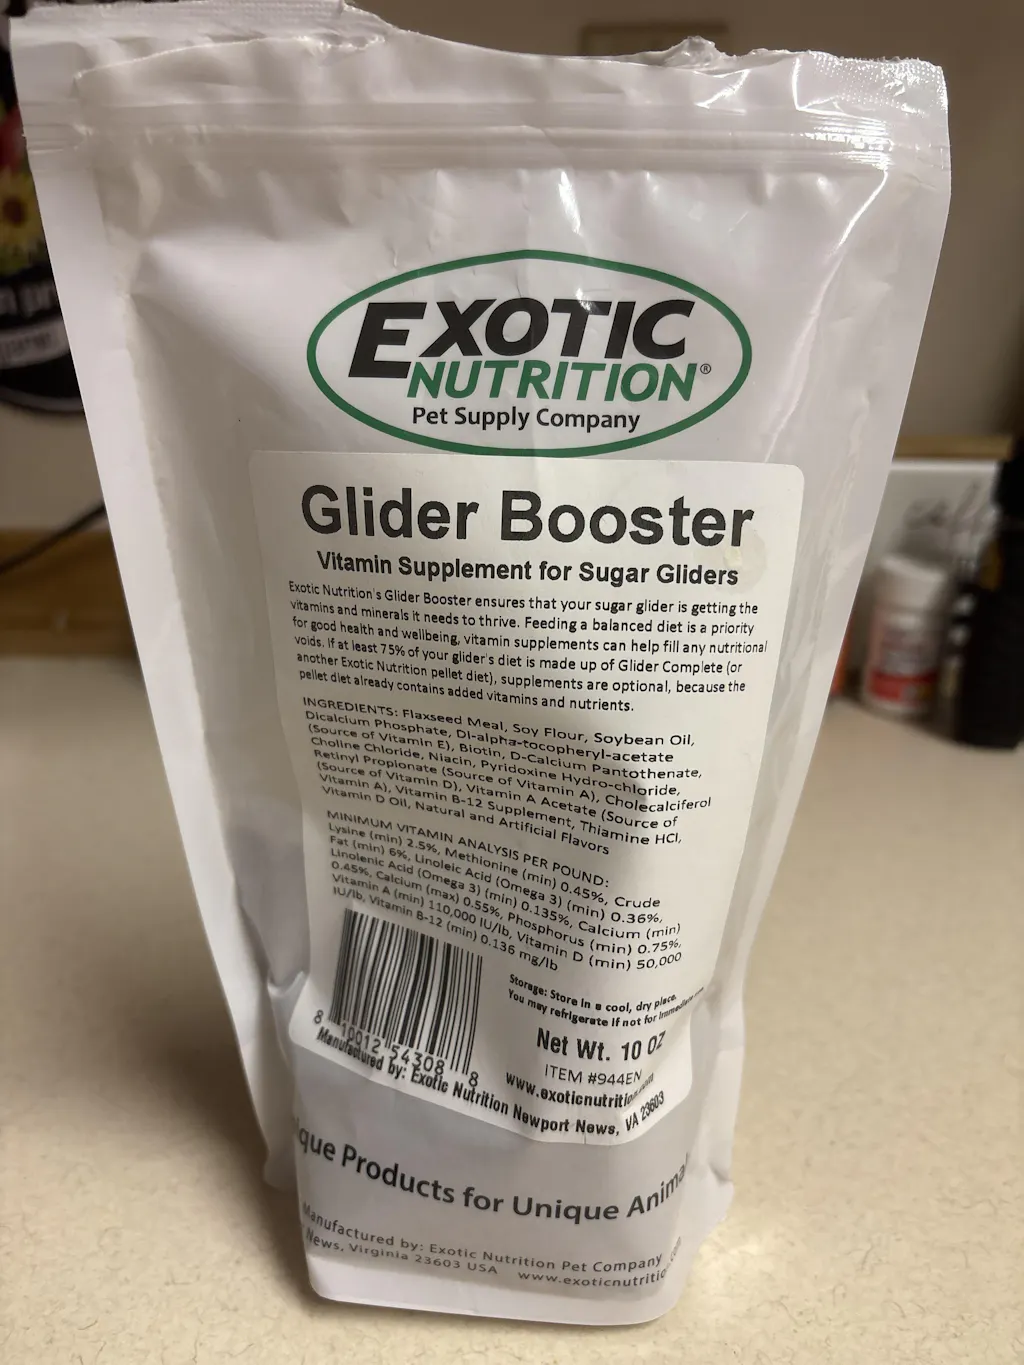 EXOTIC
NUTRITION®
Pet Supply Company
Glider Booster
Vitamin Supplement for Sugar Gliders
Exotic Nutrition's Glider Booster ensures that your sugar glider is getting the
vitamins and minerals it needs to thrive. Feeding a balanced diet is a priority
for good health and wellbeing, vitamin supplements can help fill any nutritional
voids. If at least 75% of your glider's diet is made up of Glider Complete (or
another Exotic Nutrition pellet diet), supplements are optional, because the
pellet diet already contains added vitamins and nutrients.
INGREDIENTS: Flaxseed Meal, Soy Flour, Soybean Oil,
Dicalcium Phosphate, Dl-alpha-tocopheryl-acetate
(Source of Vitamin E), Biotin, D-Calcium Pantothenate,
Choline Chloride, Niacin, Pyridoxine Hydro-chloride,
Retinyl Propionate (Source of Vitamin A), Cholecalciferol
(Source of Vitamin D), Vitamin A Acetate (Source of
Vitamin A), Vitamin B-12 Supplement, Thiamine HCl,
Vitamin D Oil, Natural and Artificial Flavors
MINIMUM VITAMIN ANALYSIS PER POUND:
Lysine (min) 2.5%, Methionine (min) 0.45%, Crude
Fat (min) 6%, Linoleic Acid (Omega 3) (min) 0.36%,
Linolenic Acid (Omega 3) (min) 0.135%, Calcium (min)
0.45%, Calcium (max) 0.55%, Phosphorus (min) 0.75%,
Vitamin A (min) 110,000 IU/lb, Vitamin D (min) 50,000
IU/lb, Vitamin B-12 (min) 0.136 mg/lb
Storage: Store in a cool, dry place.
You may refrigerate if not for immediate
Net Wt. 10 OZ
ITEM #944EN
www.exoticnutrition.com
8 10012 54308 8
Manufactured by: Exotic Nutrition Newport News, VA 23603
que Products for Unique Anima
Manufactured by: Exotic Nutrition Pet Company
News, Virginia 23603 USA www.exoticnutritio